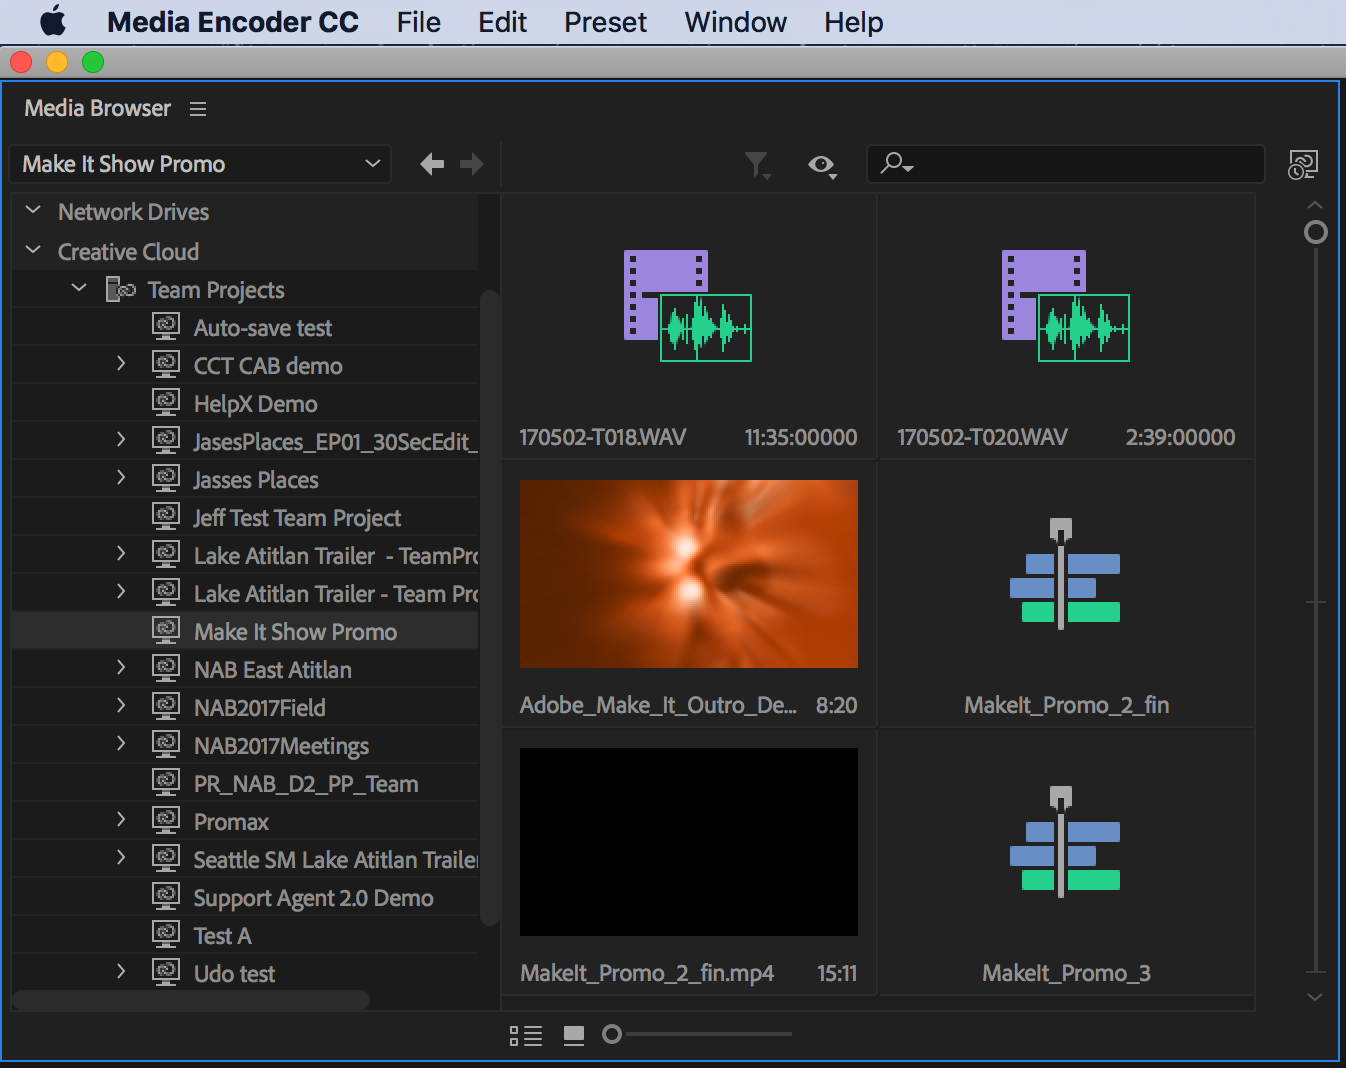 Media Encoder CC File Edit Preset Window Help
Media Browser
Make It Show Promo
Network Drives
Creative Cloud
Team Projects
Auto-save test
CCT CAB demo
HelpX Demo
JasesPlaces_EP01_30SecEdit_
Jasses Places
Jeff Test Team Project
Lake Atitlan Trailer - TeamPro
Lake Atitlan Trailer - Team Pro
Make It Show Promo
NAB East Atitlan
NAB2017Field
NAB2017Meetings
PR_NAB_D2_PP_Team
Promax
Seattle SM Lake Atitlan Trailer
Support Agent 2.0 Demo
Test A
Udo test
170502-T018.WAV 11:35:00000
170502-T020.WAV 2:39:00000
Adobe_Make_It_Outro_De... 8:20
MakeIt_Promo_2_fin
MakeIt_Promo_2_fin.mp4 15:11
MakeIt_Promo_3